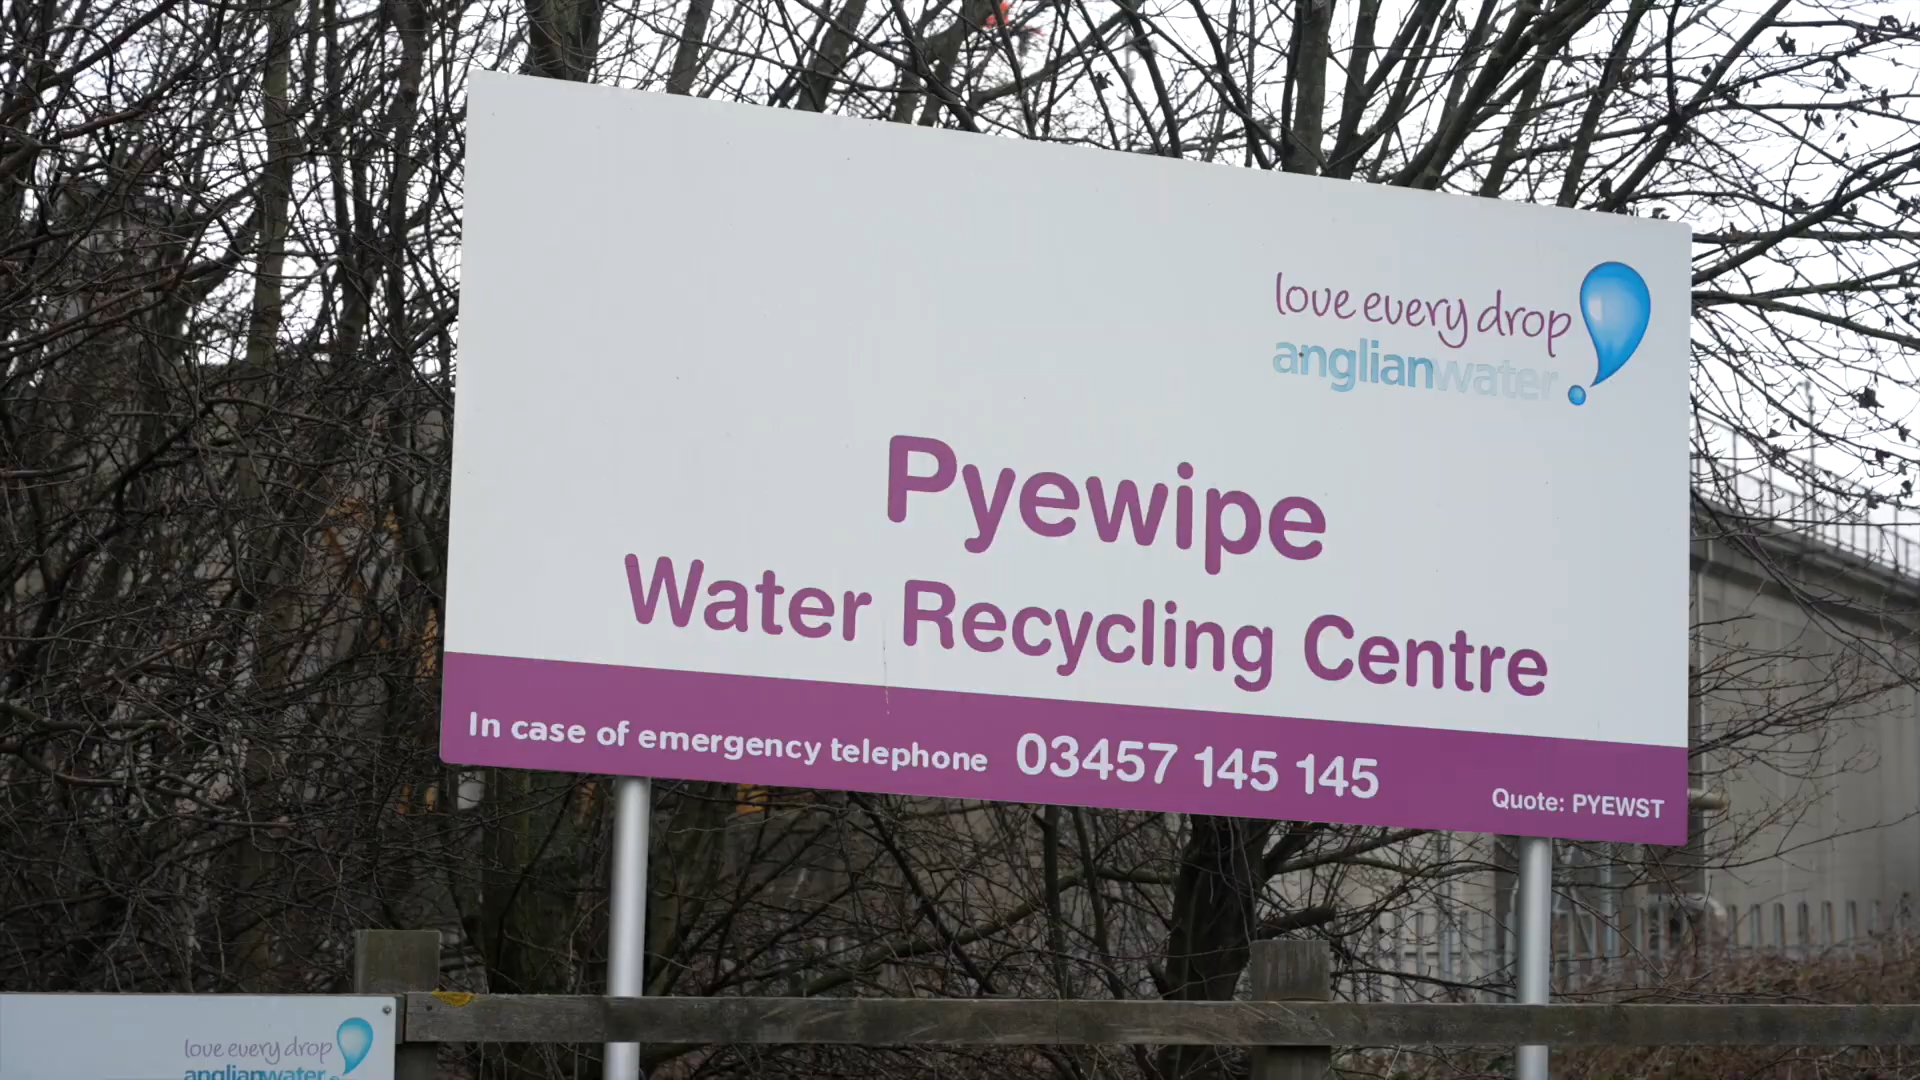 love every drop
anglianwater
Pyewipe
Water Recycling Centre
In case of emergency telephone 03457 145 145
Quote: PYEWST
love every drop
anglianwater